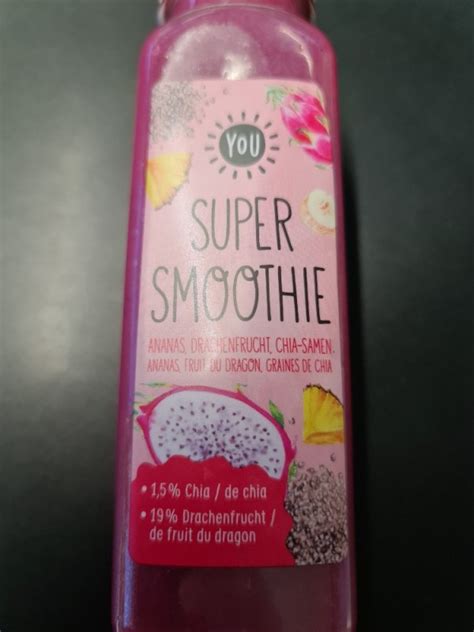 YOU
SUPER
SMOOTHIE
ANANAS, DRACHENFRUCHT, CHIA-SAMEN
ANANAS, FRUIT DU DRAGON, GRAINES DE CHIA
• 1,5% Chia / de chia
• 19% Drachenfrucht /
de fruit du dragon